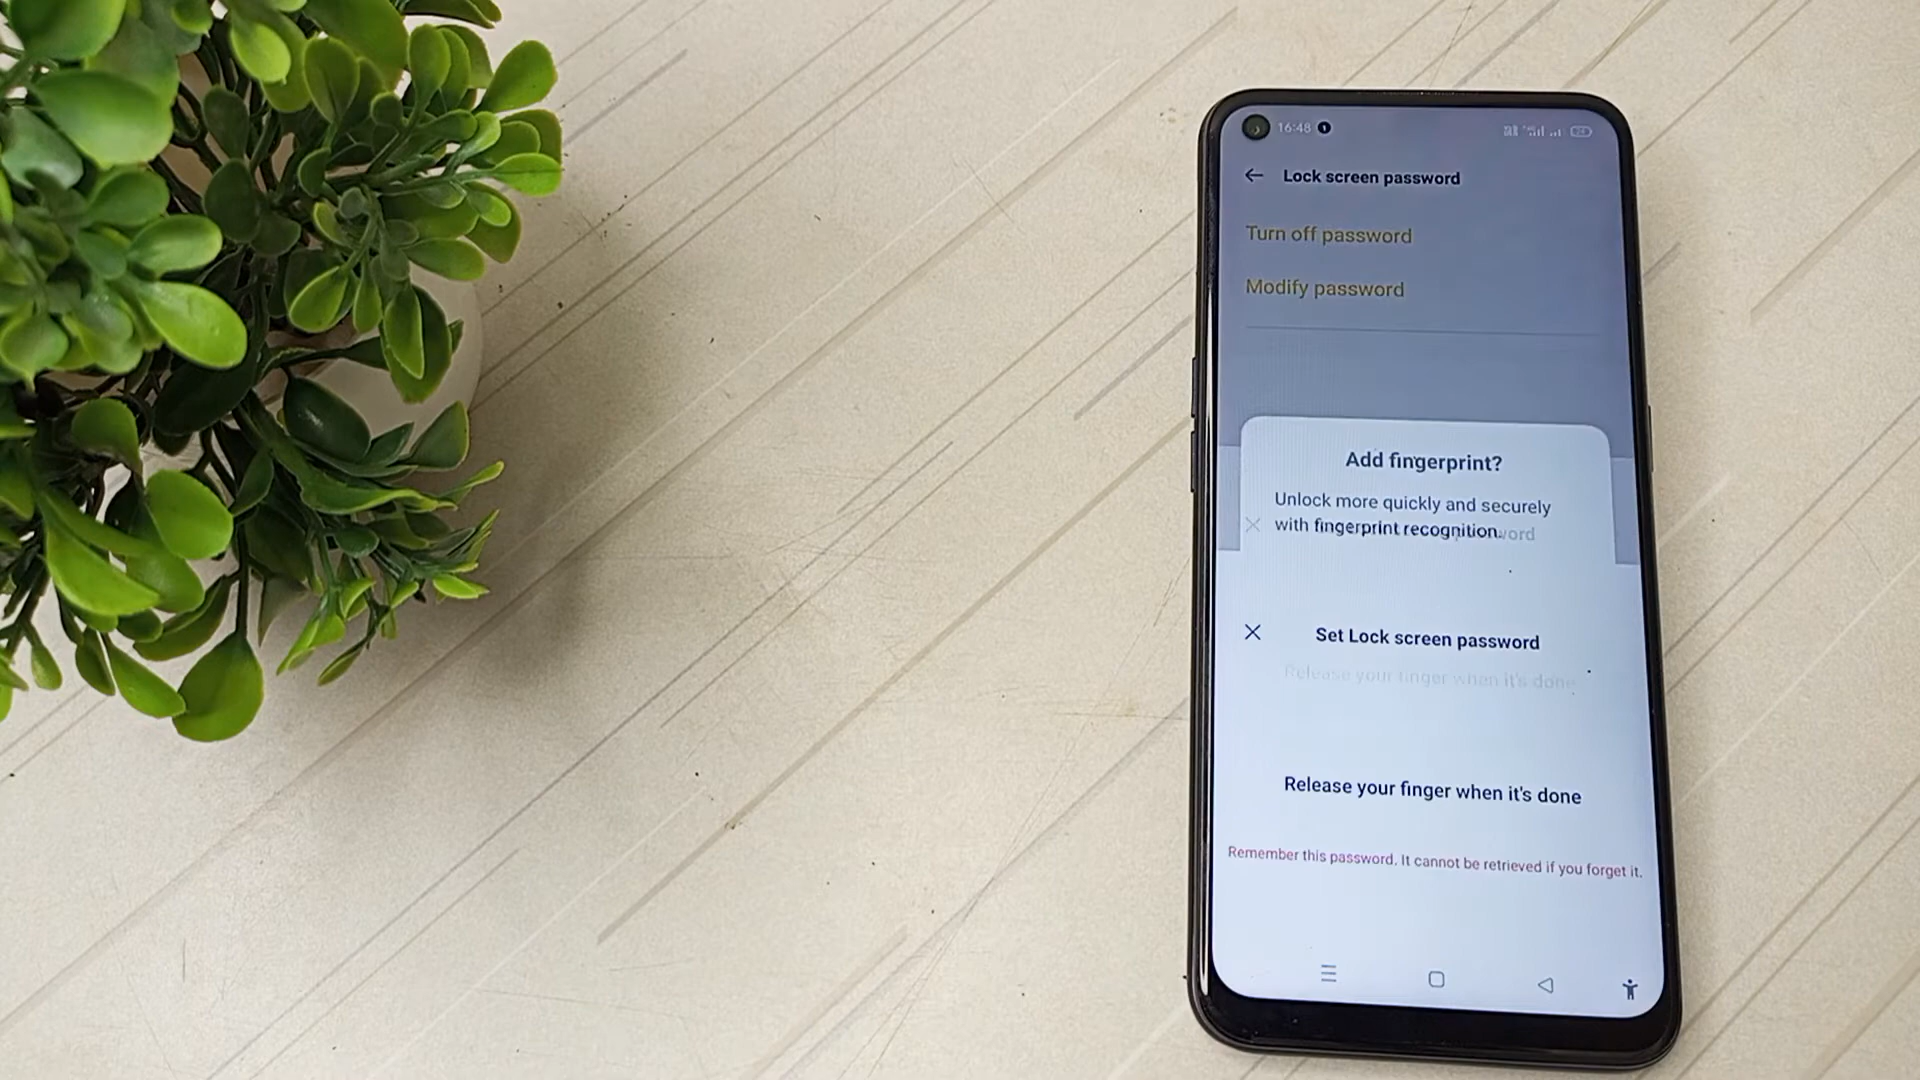 16:48
Lock screen password
Turn off password
Modify password
Add fingerprint?
Unlock more quickly and securely
with fingerprint recognition.
Set Lock screen password
Release your finger when it's done
Release your finger when it's done
Remember this password. It cannot be retrieved if you forget it.